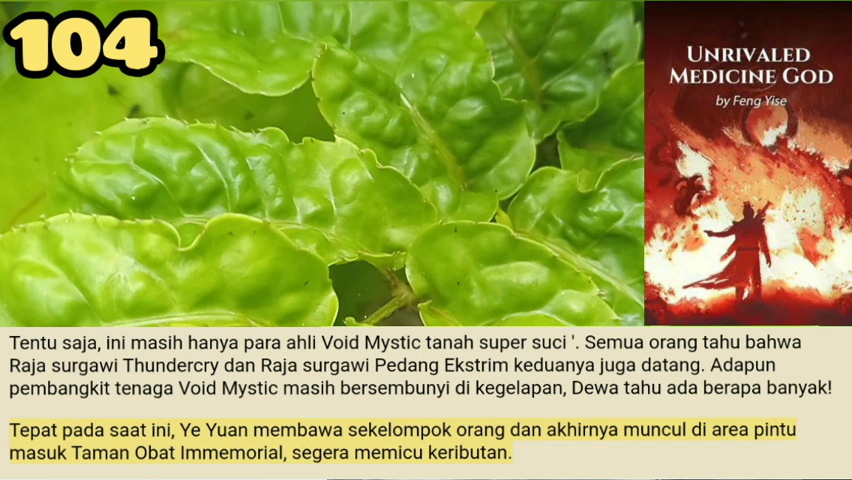 104
UNRIVALED
MEDICINE GOD
by Feng Yise
Tentu saja, ini masih hanya para ahli Void Mystic tanah super suci '. Semua orang tahu bahwa
Raja surgawi Thundercry dan Raja surgawi Pedang Ekstrim keduanya juga datang. Adapun
pembangkit tenaga Void Mystic masih bersembunyi di kegelapan, Dewa tahu ada berapa banyak!
Tepat pada saat ini, Ye Yuan membawa sekelompok orang dan akhirnya muncul di area pintu
masuk Taman Obat Immemorial, segera memicu keributan.